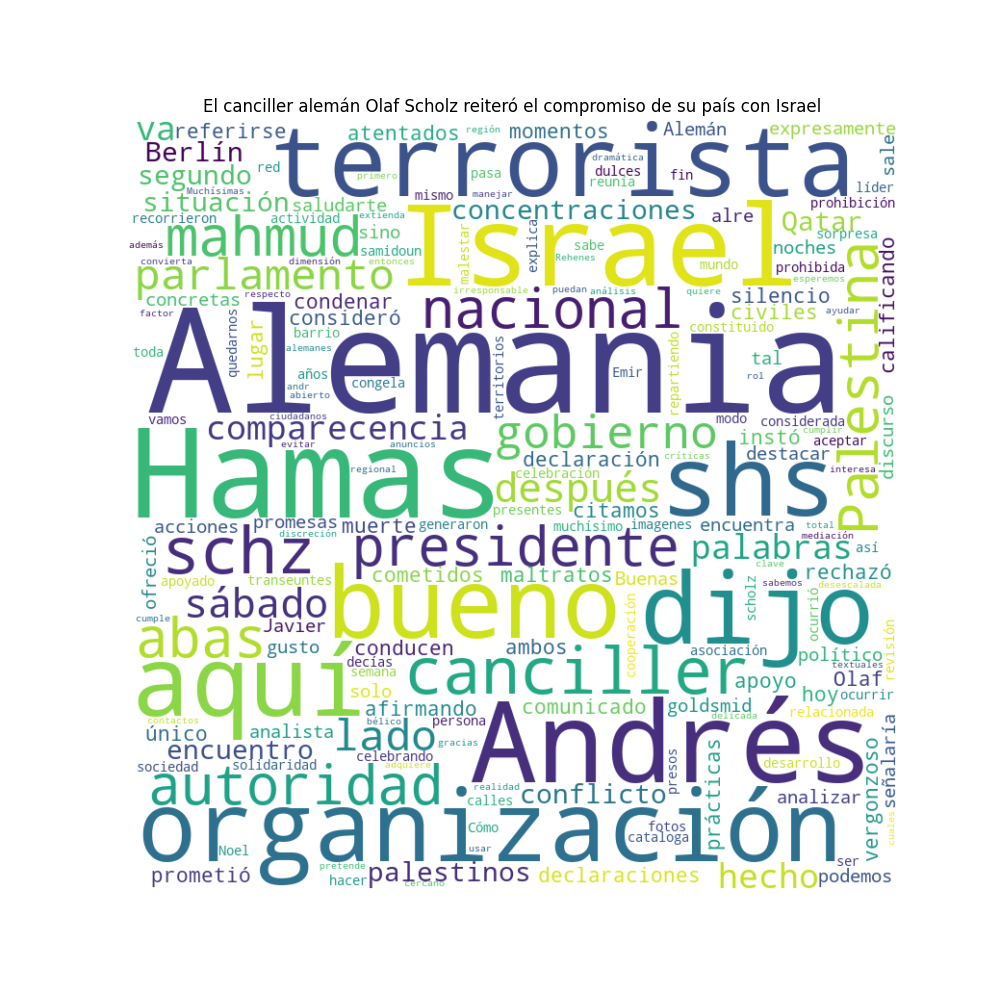 El canciller alemán Olaf Scholz reiteró el compromiso de su país con Israel
va
referirse
atentados
región
momentos
Alemán
expresamente
Berlín
red
terrorista
dramática
dulces
fin
sale
segundo
primero
pasa
reunía
líder
Muchísimas
mismo
manejar
prohibición
situación
saludarte
Israel
concentraciones
alre
Qatar
recorrieron
actividad
extienda
sorpresa
mahmud
sino
malestar
explica
sabe
noches
además
samidoun
Rehenes
mundo
prohibida
convierta
dimensión
entonces
parlamento
irresponsable
puedan
análisis
quiere
esperemos
concretas
respecto
condenar
nacional
silencio
calificando
factor
consideró
civiles
ayudar
quedarnos
lugar
barrio
constituido
Palestina
toda
alemanes
Alemania
territorios
repartiendo
tal
años
congela
Emir
rol
andr
abierto
vamos
ciudadanos
modo
considerada
discurso
comparecencia
gobierno
instó
cumplir
evitar
anuncios
aceptar
Hamas
declaración
críticas
destacar
regional
celebración
shs
interesa
después
citamos
acciones
promesas
muerte
generaron
presentes
muchísimo
imagenes
encuentra
total
discreción
mediación
schz
presidente
palabras
así
ofreció
apoyado
transeuntes
cometidos
maltratos
Buenas
rechazó
clave
sabemos
desescalada
sábado
bueno
cooperación
scholz
dijo
ocurrió
cumple
Javier
abas
gusto
conducen
ambos
asociación
político
revisión
decías
textuales
aquí
semana
canciller
apoyo
Olaf
solo
hoy
ocurrir
afirmando
comunicado
goldsmid
relacionada
contactos
bélico
persona
delicada
único
analista
lado
Andrés
encuentro
celebrando
gracias
presos
prácticas
vergonzoso
señalaría
sociedad
solidaridad
adquiere
desarrollo
autoridad
realidad
conflicto
analizar
calles
organización
Cómo
fotos
cataloga
cuales
Noel
usar
ser
prometió
pretende
hacer
palestinos
cercano
declaraciones
hecho
podemos